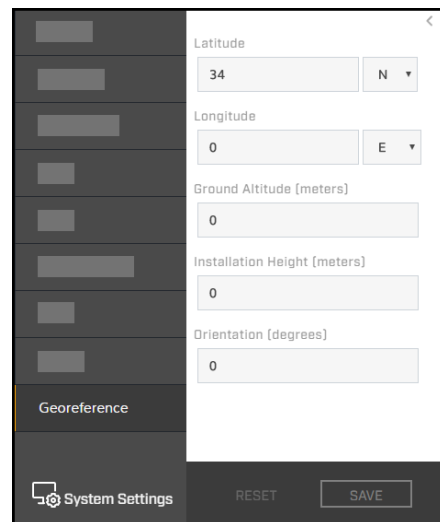 Latitude
34 N
Longitude
0 E
Ground Altitude (meters)
0
Installation Height (meters)
0
Orientation (degrees)
0
Georeference
System Settings
RESET SAVE